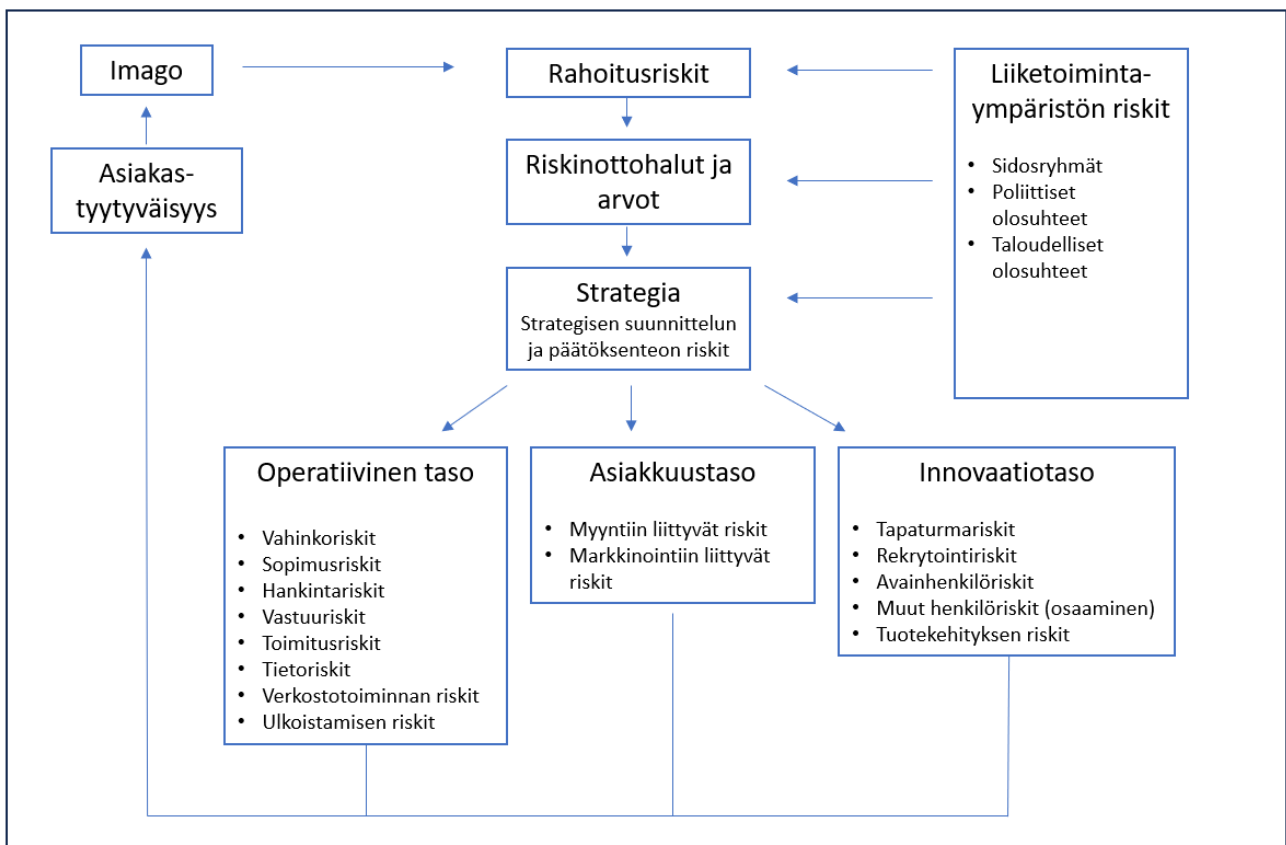 Imago
Rahoitusriskit
Liiketoiminta-
ympäristön riskit
• Sidosryhmät
• Poliittiset
olosuhteet
• Taloudelliset
olosuhteet
Asiakas-
tyytyväisyys
Riskinottohalut ja
arvot
Strategia
Strategisen suunnittelun
ja päätöksenteon riskit
Operatiivinen taso
• Vahinkoriskit
• Sopimusriskit
• Hankintariskit
• Vastuuriskit
• Toimitusriskit
• Tietoriskit
• Verkostotoiminnan riskit
• Ulkoistamisen riskit
Asiakkuustaso
• Myyntiin liittyvät riskit
• Markkinointiin liittyvät
riskit
Innovaatiotaso
• Tapaturmariskit
• Rekrytointiriskit
• Avainhenkilöriskit
• Muut henkilöriskit (osaaminen)
• Tuotekehityksen riskit